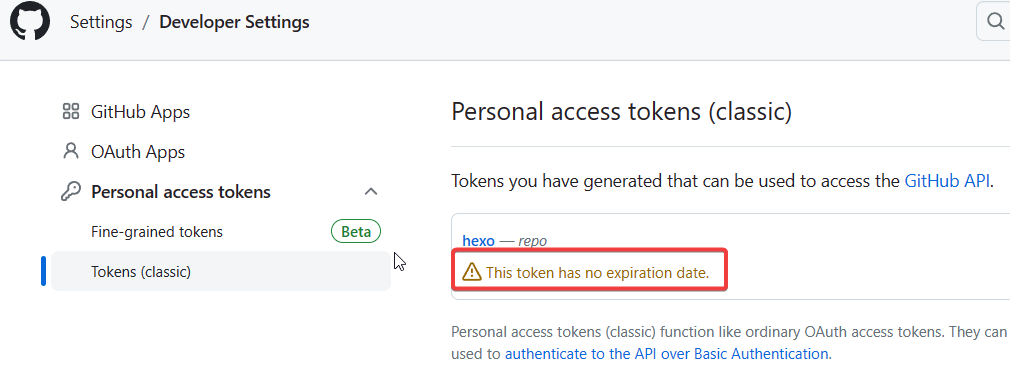 Settings / Developer Settings
GitHub Apps
OAuth Apps
Personal access tokens
Fine-grained tokens Beta
Tokens (classic)
Personal access tokens (classic)
Tokens you have generated that can be used to access the GitHub API.
hexo — repo
This token has no expiration date.
Personal access tokens (classic) function like ordinary OAuth access tokens. They can
used to authenticate to the API over Basic Authentication.